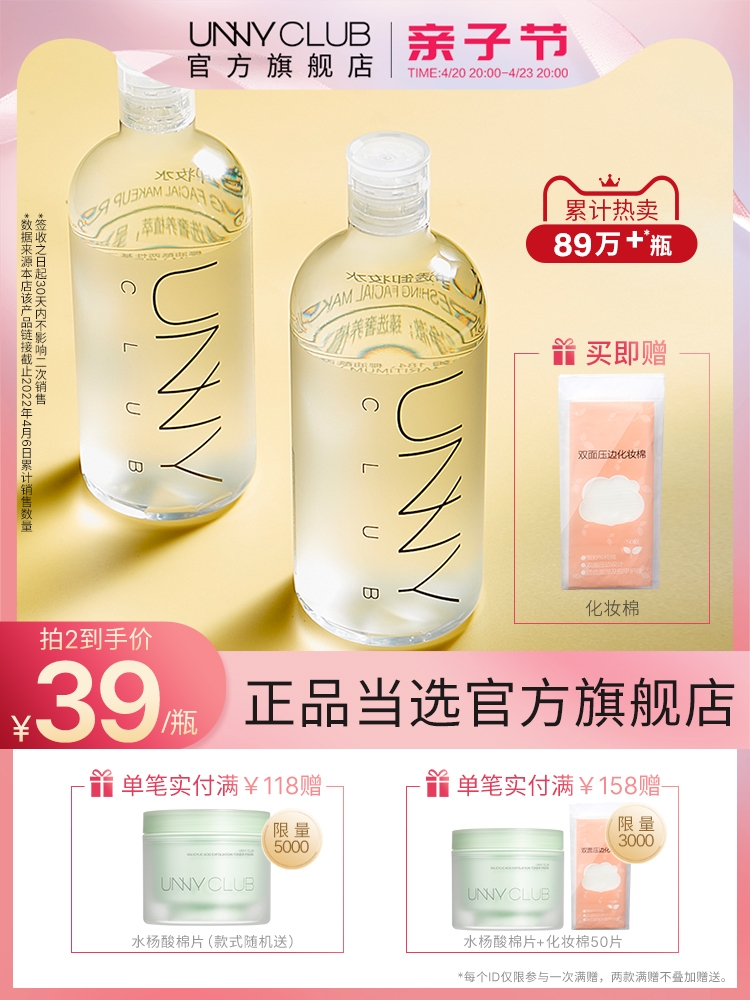 UNNY CLUB
官方旗舰店
亲子节
TIME:4/20 20:00-4/23 20:00
累计热卖
89万+*瓶
*签收之日起30天内不影响二次销售
*数据来源本店该产品链接截止2022年4月6日累计销售数量
UNNY
CLUB
UNNY
CLUB
买即赠
双面压边化妆棉
化妆棉
拍2到手价
¥39/瓶
正品当选官方旗舰店
单笔实付满¥118赠
限量
5000
UNNY CLUB
水杨酸棉片(款式随机送)
单笔实付满¥158赠
限量
3000
UNNY CLUB
水杨酸棉片+化妆棉50片
*每个ID仅限参与一次满赠，两款满赠不叠加赠送。